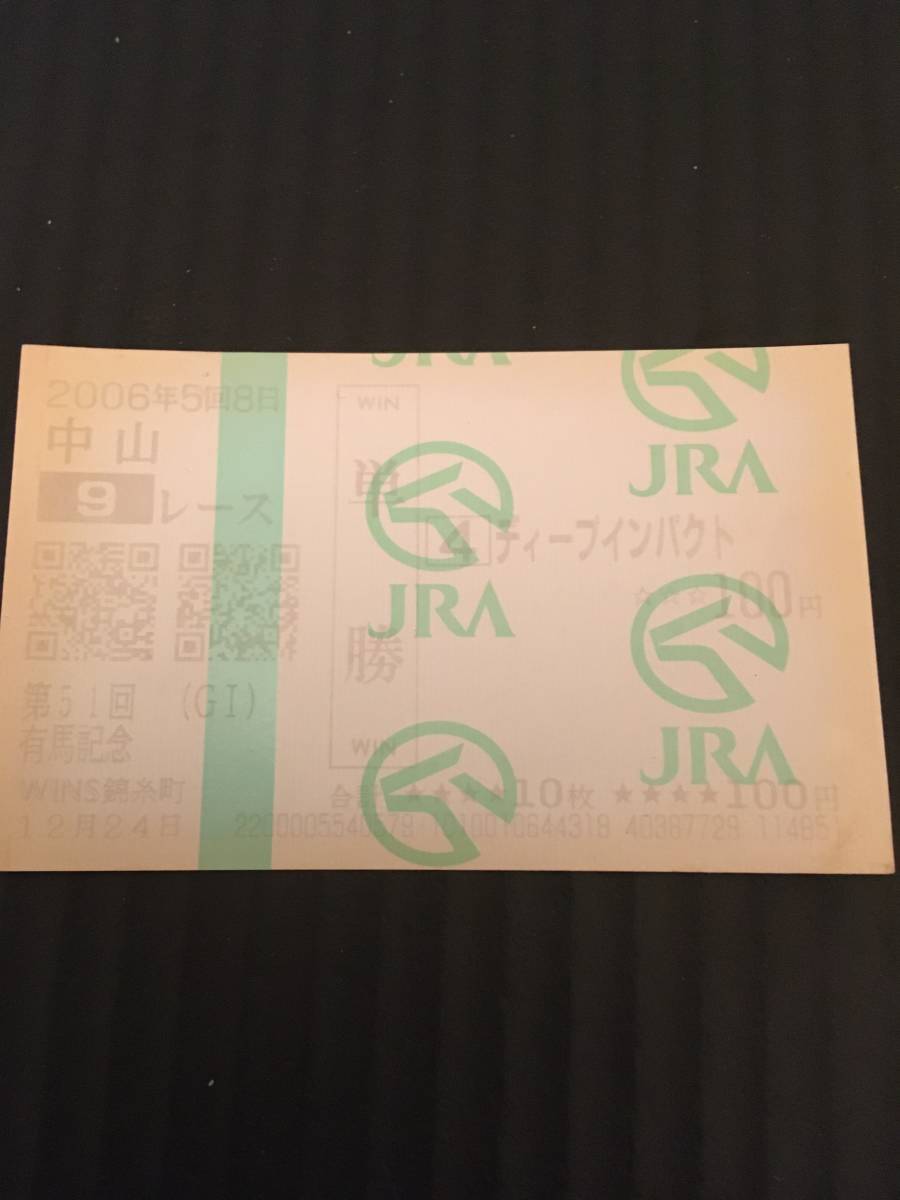 2006年5回8日
中山
9レース
第51回 (GI)
有馬記念
WINS錦糸町
12月24日
WIN
単勝
WIN
4 ディープインパクト
☆☆☆100円
★★★★10枚 ★★★★100円
40387729
JRA
JRA
JRA
JRA